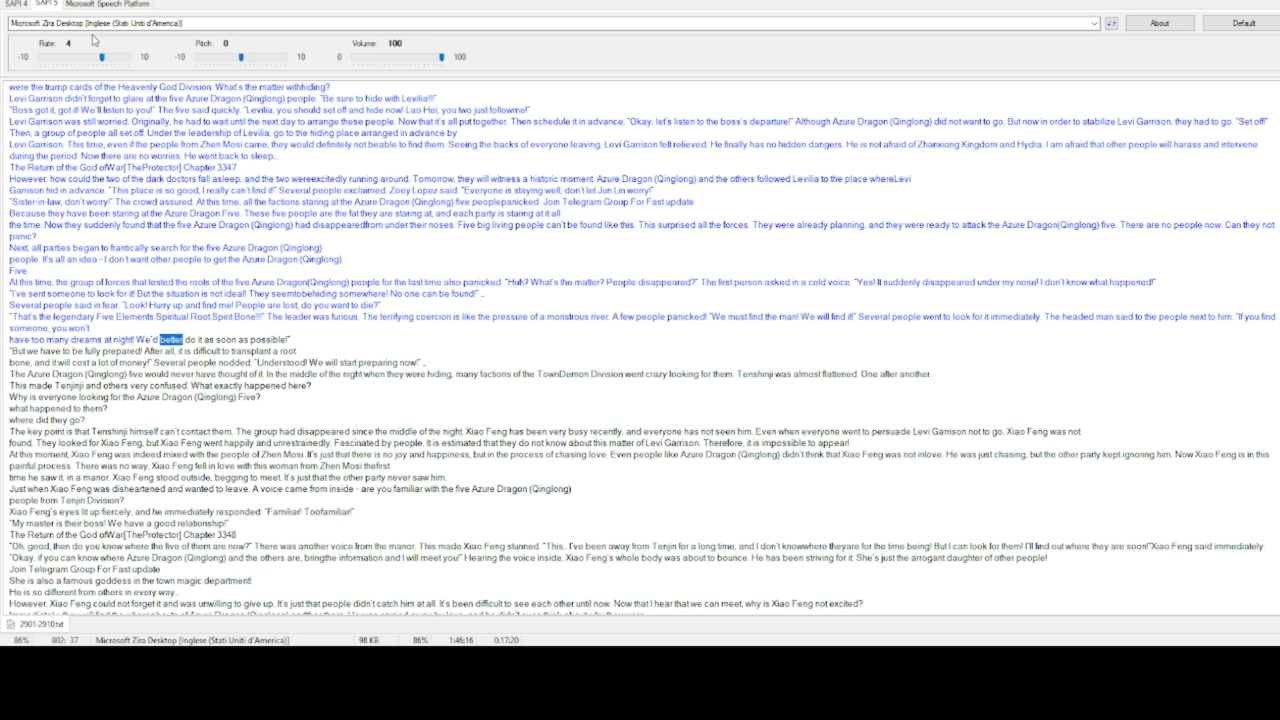 SAPI 4 SAPI 5 Microsoft Speech Platform
Microsoft Zira Desktop [Inglese (Stati Uniti d'America)] About Default
Rate: 4 Pitch: 0 Volume: 100
-10 10 -10 10 0 100
were the trump cards of the Heavenly God Division. What's the matter withhiding?
Levi Garrison didn't forget to glare at the five Azure Dragon (Qinglong) people: "Be sure to hide with Levilia!!!"
"Boss got it, got it! We'll listen to you!" The five said quickly. "Levilia, you should set off and hide now! Lao Hei, you two just followme!"
Levi Garrison was still worried. Originally, he had to wait until the next day to arrange these people. Now that it's all put together. Then schedule it in advance. "Okay, let's listen to the boss's departure!" Although Azure Dragon (Qinglong) did not want to go. But now in order to stabilize Levi Garrison, they had to go. "Set off!"
Then, a group of people all set off. Under the leadership of Levilia, go to the hiding place arranged in advance by
Levi Garrison. This time, even if the people from Zhen Mosi came, they would definitely not beable to find them. Seeing the backs of everyone leaving, Levi Garrison felt relieved. He finally has no hidden dangers. He is not afraid of Zhanxiong Kingdom and Hydra. I am afraid that other people will harass and intervene
during the period. Now there are no worries. He went back to sleep...
The Return of the God ofWar[TheProtector] Chapter 3347
However, how could the two of the dark doctors fall asleep, and the two wereexcitedly running around. Tomorrow, they will witness a historic moment. Azure Dragon (Qinglong) and the others followed Levilia to the place whereLevi
Garrison hid in advance. "This place is so good, I really can't find it!" Several people exclaimed. Zoey Lopez said: "Everyone is staying well, don't let Jun Lin worry!"
"Sister-in-law, don't worry!" The crowd assured. At this time, all the factions staring at the Azure Dragon (Qinglong) five peoplepanicked. Join Telegram Group For Fast update
Because they have been staring at the Azure Dragon Five. These five people are the fat they are staring at, and each party is staring at it all
the time. Now they suddenly found that the five Azure Dragon (Qinglong) had disappearedfrom under their noses. Five big living people can't be found like this. This surprised all the forces. They were already planning, and they were ready to attack the Azure Dragon(Qinglong) five. There are no people now. Can they not
panic?
Next, all parties began to frantically search for the five Azure Dragon (Qinglong)
people. It's all an idea - I don't want other people to get the Azure Dragon (Qinglong)
Five.
At this time, the group of forces that tested the roots of the five Azure Dragon(Qinglong) people for the last time also panicked. "Huh? What's the matter? People disappeared?" The first person asked in a cold voice. "Yes! It suddenly disappeared under my nose! I don't know what happened!"
"I've sent someone to look for it! But the situation is not ideal! They seemtobehiding somewhere! No one can be found!" ...
Several people said in fear. "Look! Hurry up and find me! People are lost, do you want to die?"
"That's the legendary Five Elements Spiritual Root Spirit Bone!!!" The leader was furious. The terrifying coercion is like the pressure of a monstrous river. A few people panicked! "We must find the man! We will find it!" Several people went to look for it immediately. The headed man said to the people next to him: "If you find
someone, you won't
have too many dreams at night! We'd better do it as soon as possible!"
"But we have to be fully prepared! After all, it is difficult to transplant a root
bone, and it will cost a lot of money!" Several people nodded: "Understood! We will start preparing now!" ...
The Azure Dragon (Qinglong) five would never have thought of it. In the middle of the night when they were hiding, many factions of the TownDemon Division went crazy looking for them. Tenshinji was almost flattened. One after another.
This made Tenjinji and others very confused. What exactly happened here?
Why is everyone looking for the Azure Dragon (Qinglong) Five?
what happened to them?
where did they go?
The key point is that Tenshinji himself can't contact them. The group had disappeared since the middle of the night. Xiao Feng has been very busy recently, and everyone has not seen him. Even when everyone went to persuade Levi Garrison not to go, Xiao Feng was not
found. They looked for Xiao Feng, but Xiao Feng went happily and unrestrainedly. Fascinated by people. It is estimated that they do not know about this matter of Levi Garrison. Therefore, it is impossible to appear!
At this moment, Xiao Feng was indeed mixed with the people of Zhen Mosi. It's just that there is no joy and happiness, but in the process of chasing love. Even people like Azure Dragon (Qinglong) didn't think that Xiao Feng was not inlove. He was just chasing, but the other party kept ignoring him. Now Xiao Feng is in this
painful process. There was no way, Xiao Feng fell in love with this woman from Zhen Mosi thefirst
time he saw it, in a manor. Xiao Feng stood outside, begging to meet. It's just that the other party never saw him.
Just when Xiao Feng was disheartened and wanted to leave. A voice came from inside - are you familiar with the five Azure Dragon (Qinglong)
people from Tenjin Division?
Xiao Feng's eyes lit up fiercely, and he immediately responded: "Familiar! Toofamiliar!"
"My master is their boss! We have a good relationship!"
The Return of the God ofWar[TheProtector] Chapter 3348
"Oh, good, then do you know where the five of them are now?" There was another voice from the manor. This made Xiao Feng stunned. "This.. I've been away from Tenjin for a long time, and I don't knowwhere theyare for the time being! But I can look for them! I'll find out where they are soon!"Xiao Feng said immediately.
"Okay, if you can know where Azure Dragon (Qinglong) and the others are, bringthe information and I will meet you!" Hearing the voice inside, Xiao Feng's whole body was about to bounce. He has been striving for it. She's just the arrogant daughter of other people!
Join Telegram Group For Fast update
She is also a famous goddess in the town magic department!
He is so different from others in every way...
However, Xiao Feng could not forget it and was unwilling to give up. It's just that people didn't catch him at all. It's been difficult to see each other until now. Now that I hear that we can meet, why is Xiao Feng not excited?
2901-2910.txt
86% 802: 37 Microsoft Zira Desktop [Inglese (Stati Uniti d'America)] 98 KB 86% 1:46:16 0:17:20